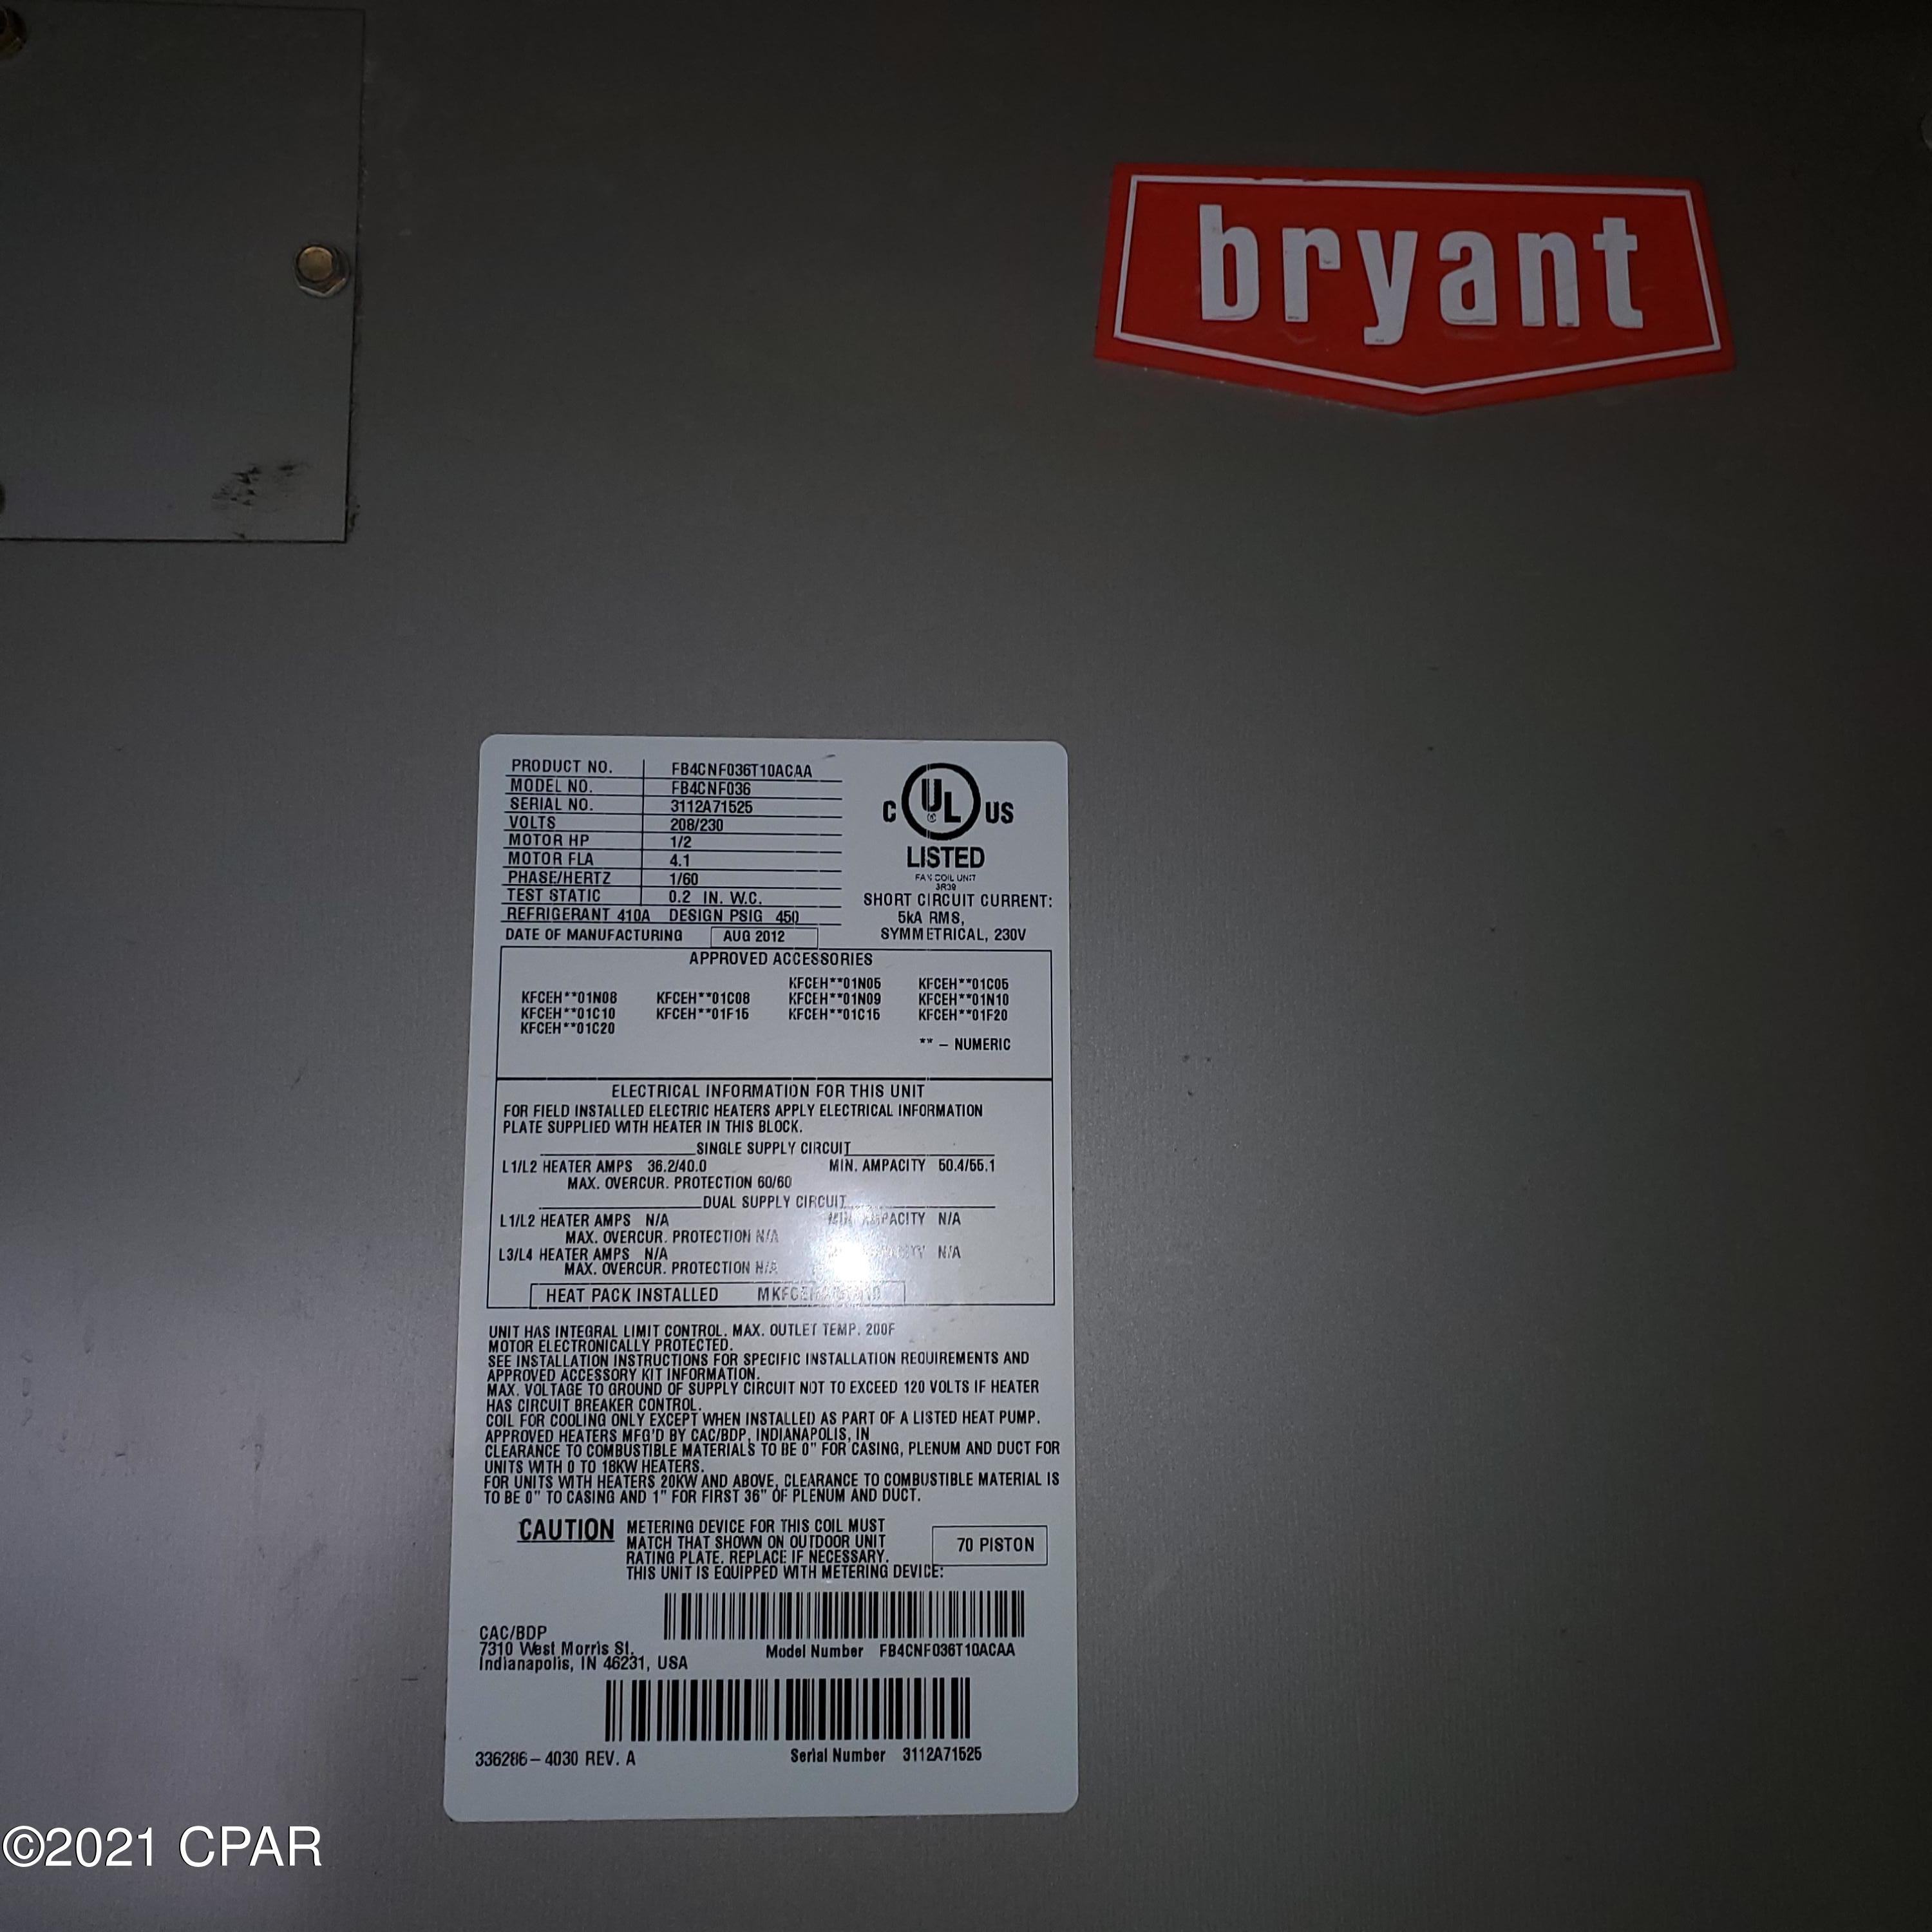 bryant
PRODUCT NO. FB4CNF036T10ACAA
MODEL NO. FB4CNF036
SERIAL NO. 3112A71525
VOLTS 208/230
MOTOR HP 1/2
MOTOR FLA 4.1
PHASE/HERTZ 1/60
TEST STATIC 0.2 IN. W.C.
REFRIGERANT 410A DESIGN PSIG 450
DATE OF MANUFACTURING AUG 2012
C UL US
LISTED
FAN COIL UNIT
3R39
SHORT CIRCUIT CURRENT:
5kA RMS,
SYMMETRICAL, 230V
APPROVED ACCESSORIES
KFCEH**01N05 KFCEH**01C05
KFCEH**01N08 KFCEH**01C08 KFCEH**01N09 KFCEH**01N10
KFCEH**01C10 KFCEH**01F15 KFCEH**01C15 KFCEH**01F20
KFCEH**01C20
** – NUMERIC
ELECTRICAL INFORMATION FOR THIS UNIT
FOR FIELD INSTALLED ELECTRIC HEATERS APPLY ELECTRICAL INFORMATION
PLATE SUPPLIED WITH HEATER IN THIS BLOCK.
SINGLE SUPPLY CIRCUIT
L1/L2 HEATER AMPS 36.2/40.0 MIN. AMPACITY 50.4/55.1
MAX. OVERCUR. PROTECTION 60/60
DUAL SUPPLY CIRCUIT
L1/L2 HEATER AMPS N/A MIN. AMPACITY N/A
MAX. OVERCUR. PROTECTION N/A
L3/L4 HEATER AMPS N/A N/A
MAX. OVERCUR. PROTECTION N/A
HEAT PACK INSTALLED
UNIT HAS INTEGRAL LIMIT CONTROL. MAX. OUTLET TEMP. 200F
MOTOR ELECTRONICALLY PROTECTED.
SEE INSTALLATION INSTRUCTIONS FOR SPECIFIC INSTALLATION REQUIREMENTS AND
APPROVED ACCESSORY KIT INFORMATION.
MAX. VOLTAGE TO GROUND OF SUPPLY CIRCUIT NOT TO EXCEED 120 VOLTS IF HEATER
HAS CIRCUIT BREAKER CONTROL.
COIL FOR COOLING ONLY EXCEPT WHEN INSTALLED AS PART OF A LISTED HEAT PUMP.
APPROVED HEATERS MFG'D BY CAC/BDP, INDIANAPOLIS, IN
CLEARANCE TO COMBUSTIBLE MATERIALS TO BE 0" FOR CASING, PLENUM AND DUCT FOR
UNITS WITH 0 TO 18KW HEATERS.
FOR UNITS WITH HEATERS 20KW AND ABOVE, CLEARANCE TO COMBUSTIBLE MATERIAL IS
TO BE 0" TO CASING AND 1" FOR FIRST 36" OF PLENUM AND DUCT.
CAUTION METERING DEVICE FOR THIS COIL MUST
MATCH THAT SHOWN ON OUTDOOR UNIT
RATING PLATE. REPLACE IF NECESSARY.
THIS UNIT IS EQUIPPED WITH METERING DEVICE:
70 PISTON
CAC/BDP
7310 West Morris St.
Indianapolis, IN 46231, USA
Model Number FB4CNF036T10ACAA
336286–4030 REV. A
Serial Number 3112A71525
©2021 CPAR